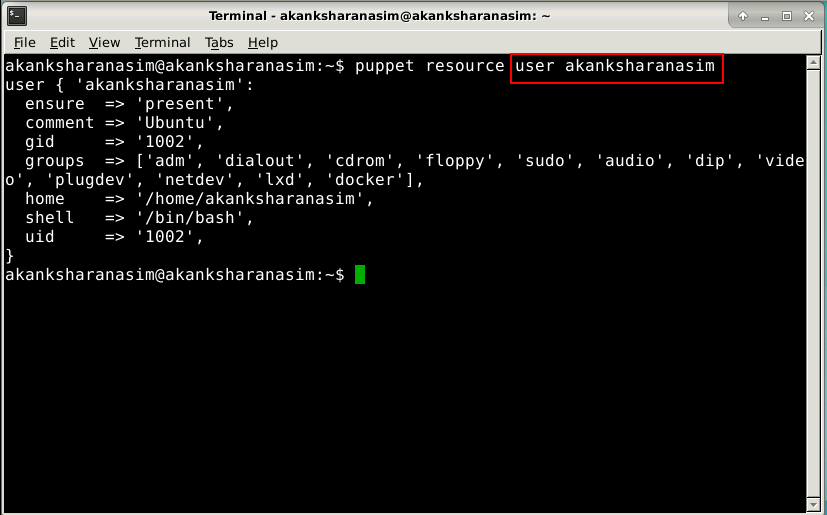 Terminal - akanksharanasim@akanksharanasim: ~
File Edit View Terminal Tabs Help
akanksharanasim@akanksharanasim:~$ puppet resource user akanksharanasim
user { 'akanksharanasim':
  ensure  => 'present',
  comment => 'Ubuntu',
  gid     => '1002',
  groups  => ['adm', 'dialout', 'cdrom', 'floppy', 'sudo', 'audio', 'dip', 'vide
o', 'plugdev', 'netdev', 'lxd', 'docker'],
  home    => '/home/akanksharanasim',
  shell   => '/bin/bash',
  uid     => '1002',
}
akanksharanasim@akanksharanasim:~$